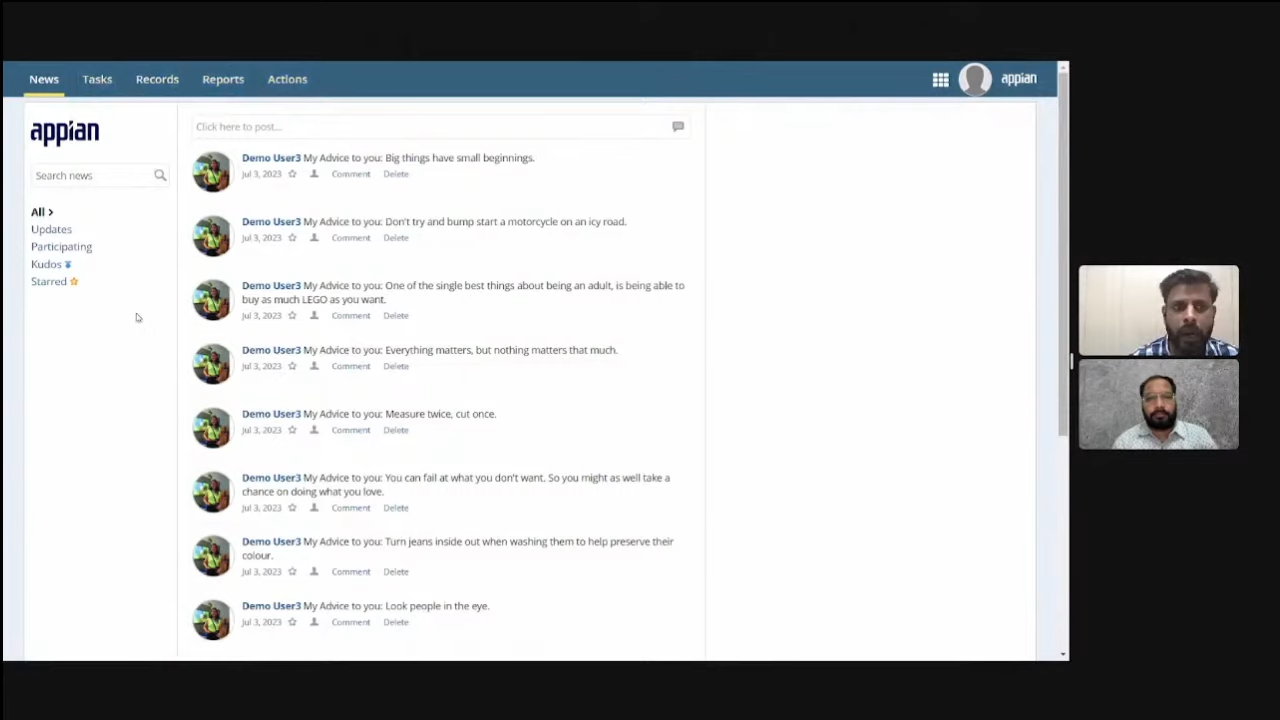 News Tasks Records Reports Actions
appian
appian
Search news
All >
Updates
Participating
Kudos
Starred
Click here to post...
Demo User3 My Advice to you: Big things have small beginnings.
Jul 3, 2023 Comment Delete
Demo User3 My Advice to you: Don't try and bump start a motorcycle on an icy road.
Jul 3, 2023 Comment Delete
Demo User3 My Advice to you: One of the single best things about being an adult, is being able to
buy as much LEGO as you want.
Jul 3, 2023 Comment Delete
Demo User3 My Advice to you: Everything matters, but nothing matters that much.
Jul 3, 2023 Comment Delete
Demo User3 My Advice to you: Measure twice, cut once.
Jul 3, 2023 Comment Delete
Demo User3 My Advice to you: You can fail at what you don't want. So you might as well take a
chance on doing what you love.
Jul 3, 2023 Comment Delete
Demo User3 My Advice to you: Turn jeans inside out when washing them to help preserve their
colour.
Jul 3, 2023 Comment Delete
Demo User3 My Advice to you: Look people in the eye.
Jul 3, 2023 Comment Delete